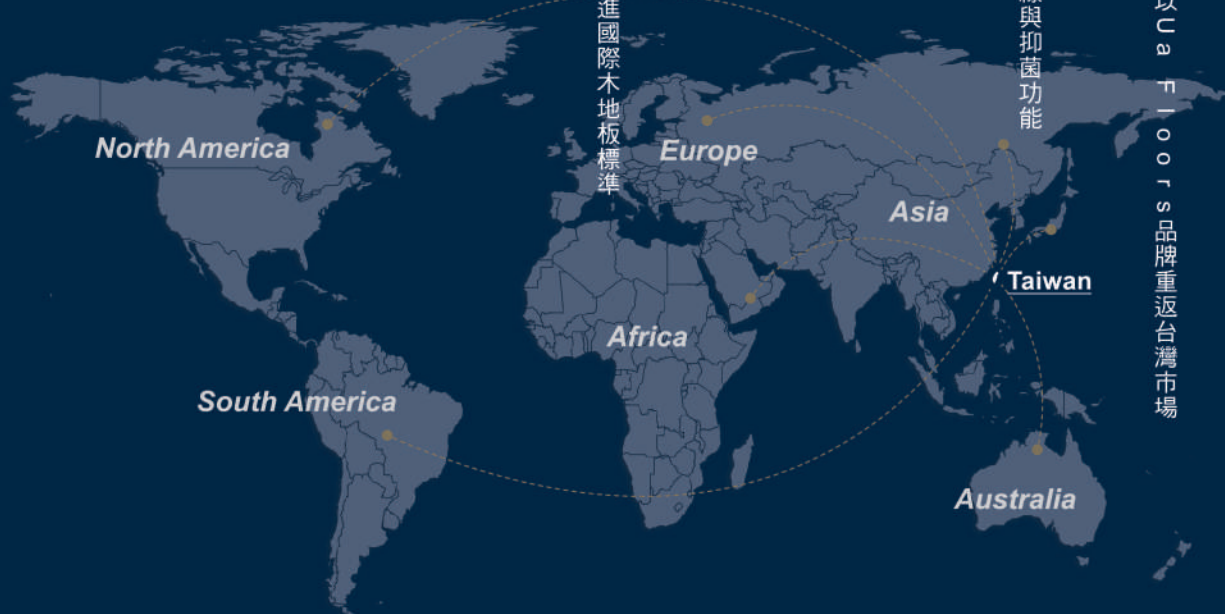 以Ua Floors品牌重返台灣市場
與抑菌功能
進國際木地板標準
North America
Europe
Asia
Taiwan
Africa
South America
Australia